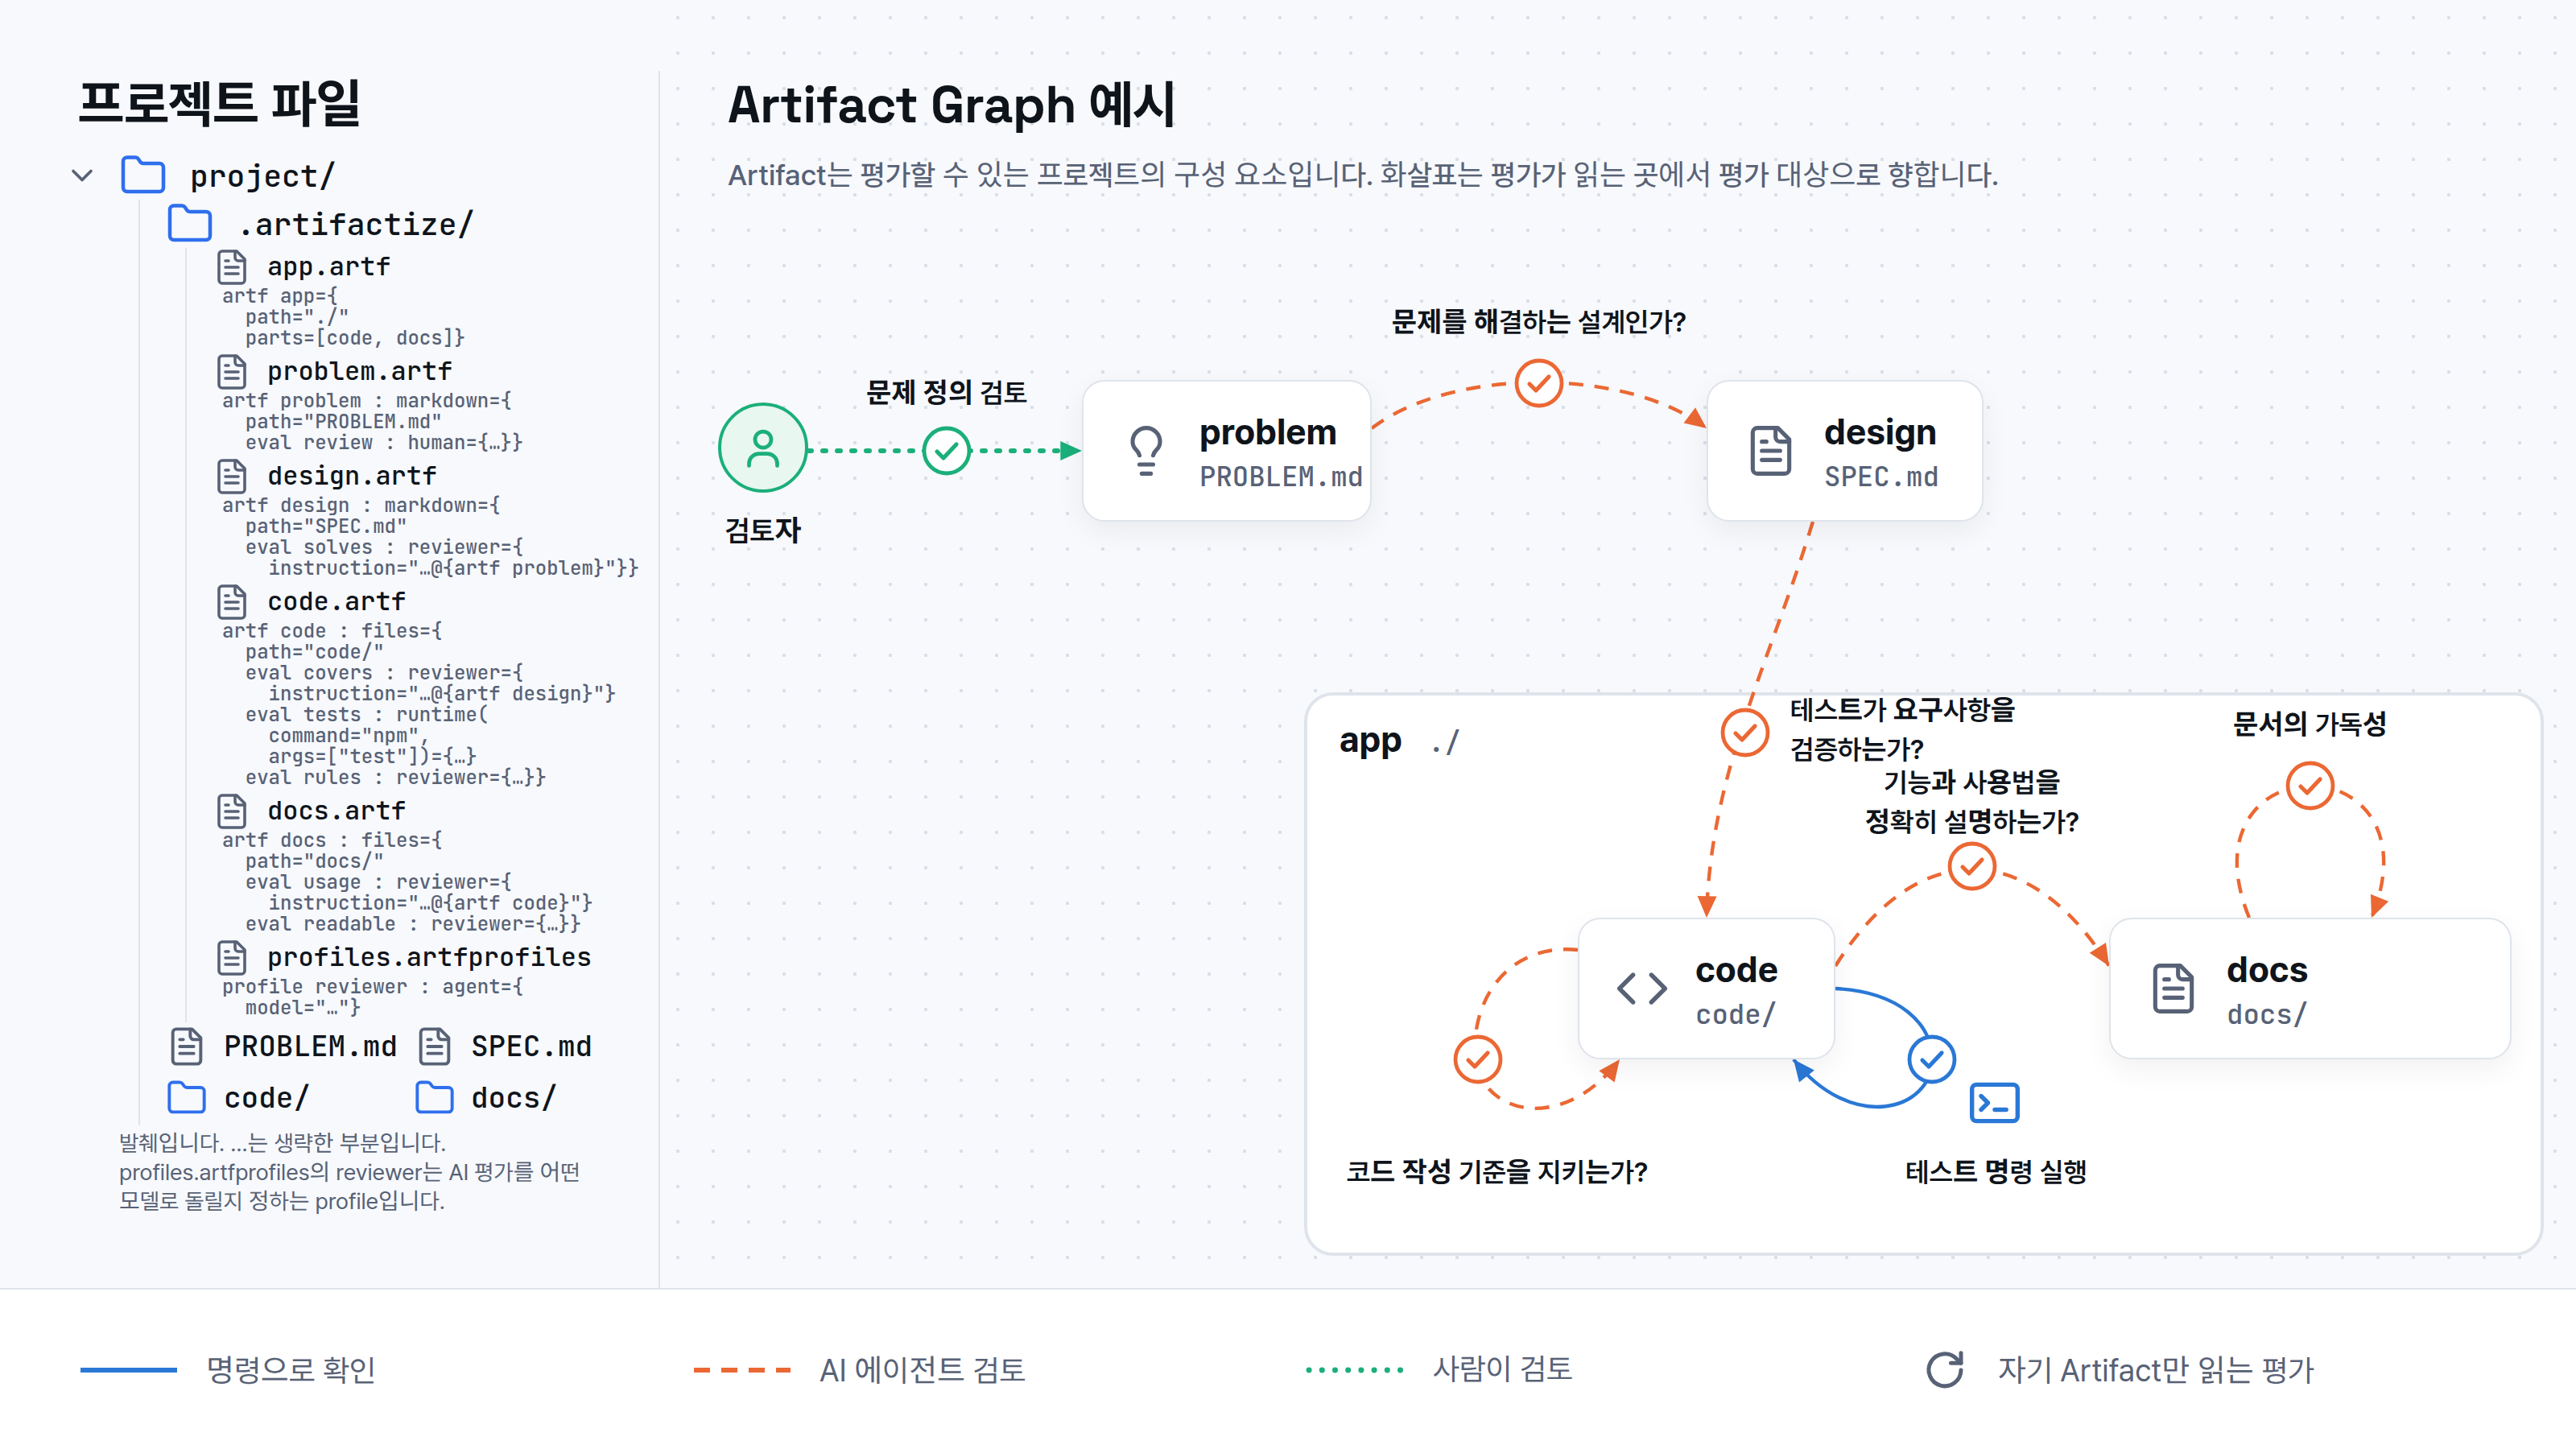 프로젝트 파일
project/
.artifactize/
app.artf
artf app={
path="./"
parts=[code, docs]}
problem.artf
artf problem : markdown={
path="PROBLEM.md"
eval review : human={…}}
design.artf
artf design : markdown={
path="SPEC.md"
eval solves : reviewer={
instruction="…@{artf problem}"}}
code.artf
artf code : files={
path="code/"
eval covers : reviewer={
instruction="…@{artf design}"}
eval tests : runtime(
command="npm",
args=["test"])={…}
eval rules : reviewer={…}}
docs.artf
artf docs : files={
path="docs/"
eval usage : reviewer={
instruction="…@{artf code}"}
eval readable : reviewer={…}}
profiles.artfprofiles
profile reviewer : agent={
model="…"}
PROBLEM.md SPEC.md
code/ docs/
발췌입니다. …는 생략한 부분입니다.
profiles.artfprofiles의 reviewer는 AI 평가를 어떤
모델로 돌릴지 정하는 profile입니다.
Artifact Graph 예시
Artifact는 평가할 수 있는 프로젝트의 구성 요소입니다. 화살표는 평가가 읽는 곳에서 평가 대상으로 향합니다.
문제를 해결하는 설계인가?
문제 정의 검토
검토자
problem
PROBLEM.md
design
SPEC.md
app ./
테스트가 요구사항을
검증하는가?
기능과 사용법을
정확히 설명하는가?
문서의 가독성
code
code/
docs
docs/
코드 작성 기준을 지키는가?
테스트 명령 실행
명령으로 확인
AI 에이전트 검토
사람이 검토
자기 Artifact만 읽는 평가